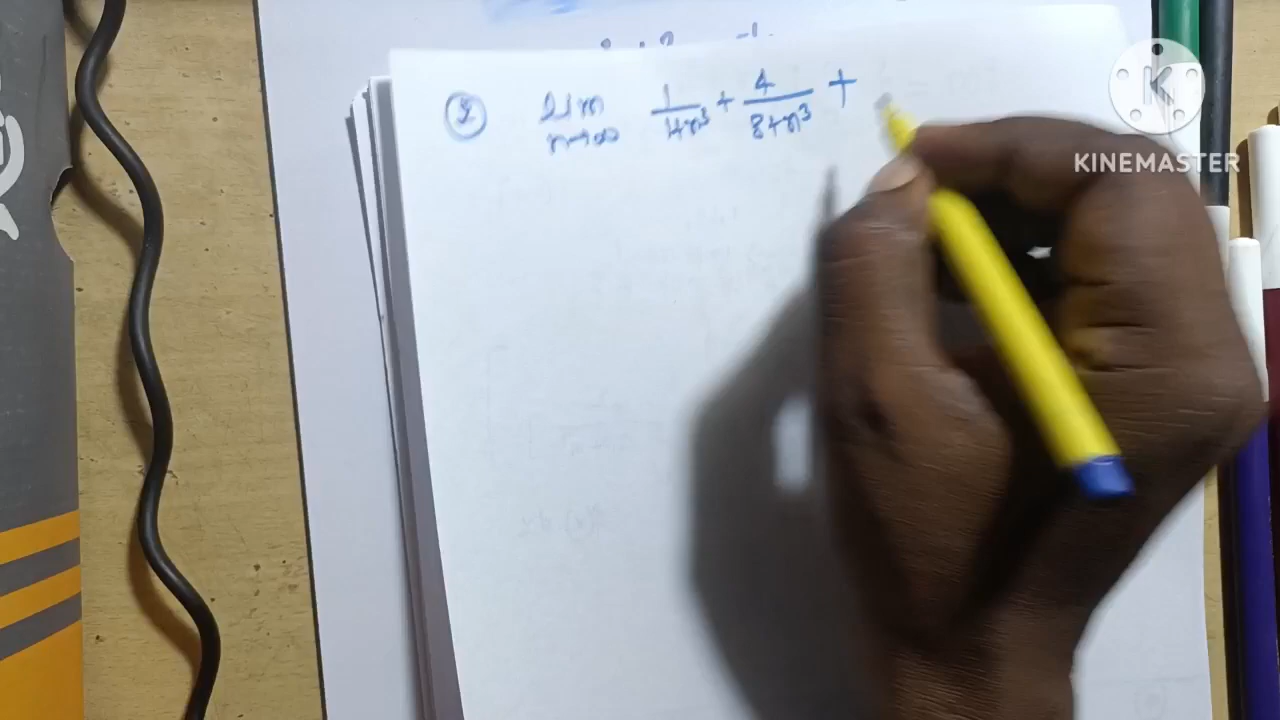 ② Lim n→∞ 1/1+n³ + 4/8+n³ +
KINEMASTER